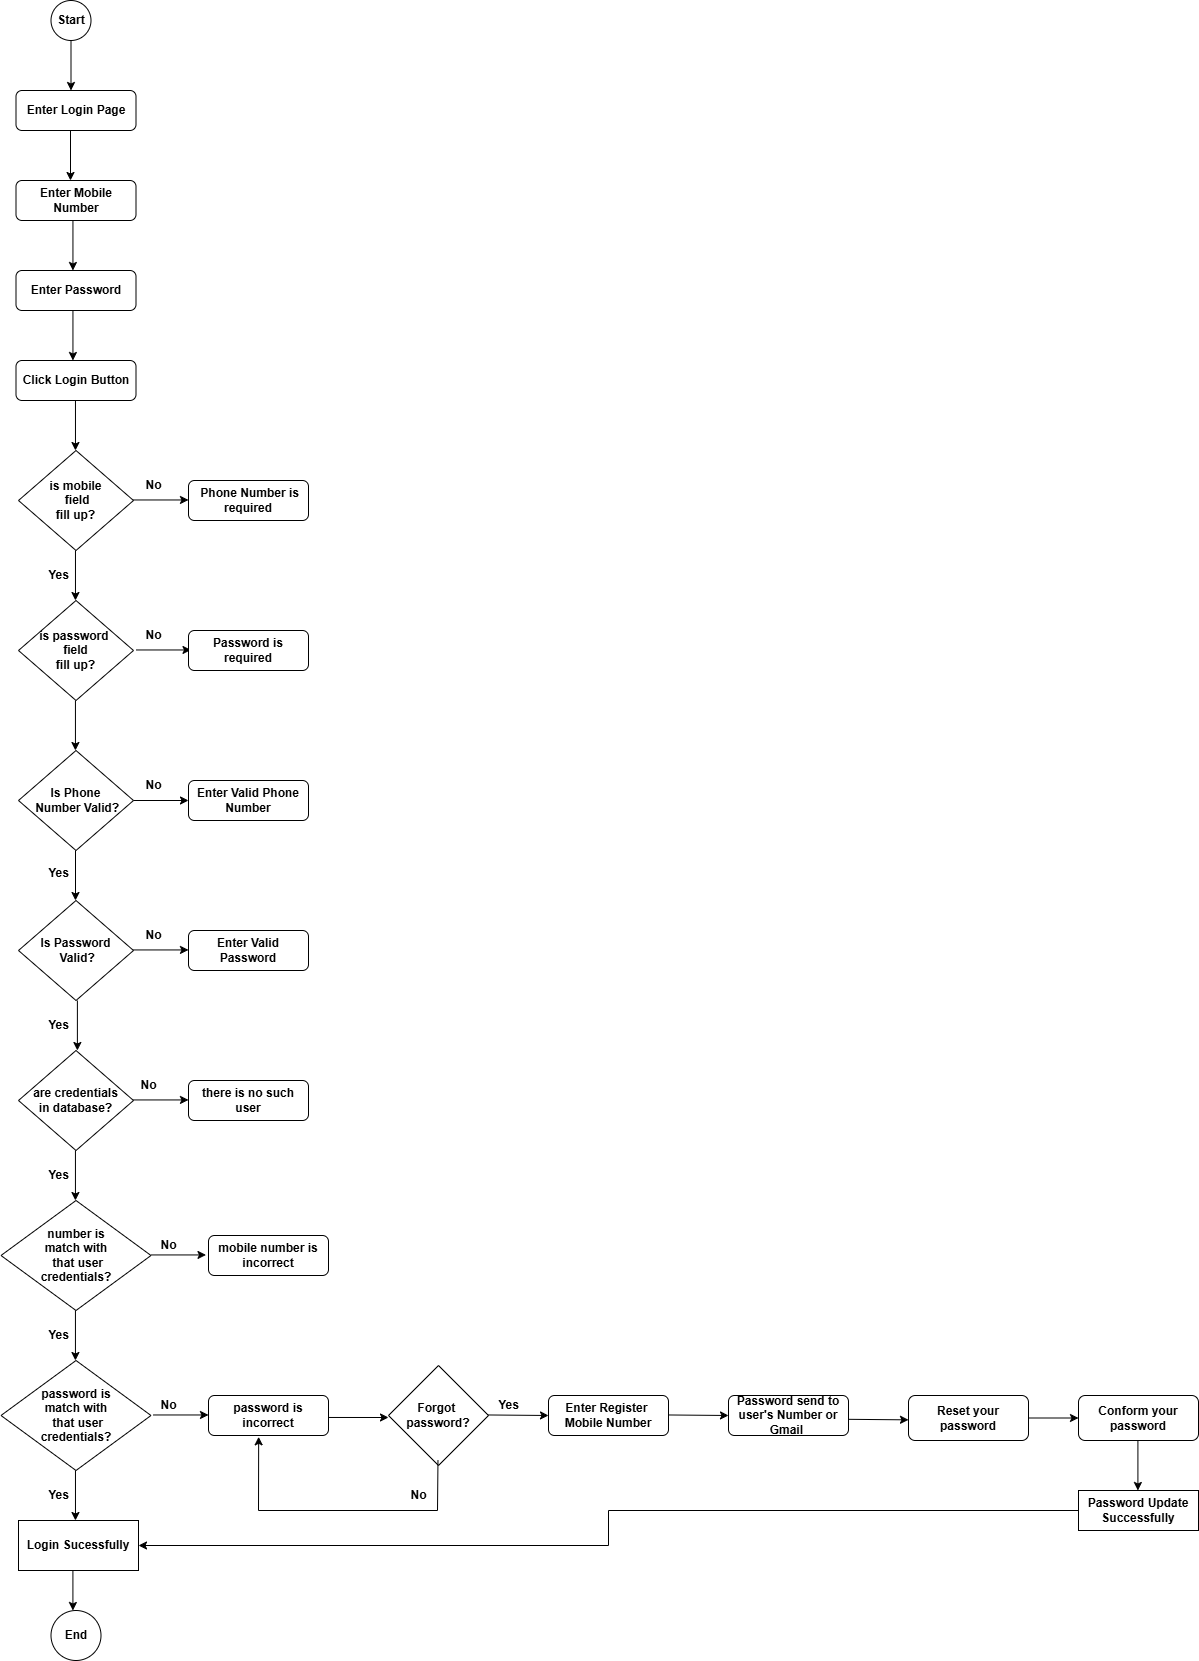 Start
Enter Login Page
Enter Mobile
Number
Enter Password
Click Login Button
is mobile
field
fill up?
No
Phone Number is
required
Yes
is password
field
fill up?
No
Password is
required
Is Phone
Number Valid?
No
Enter Valid Phone
Number
Yes
Is Password
Valid?
No
Enter Valid
Password
Yes
are credentials
in database?
No
there is no such
user
Yes
number is
match with
that user
credentials?
No
mobile number is
incorrect
Yes
password is
match with
that user
credentials?
No
password is
incorrect
Forgot
password?
Yes
Enter Register
Mobile Number
Password send to
user's Number or
Gmail
Reset your
password
Conform your
password
No
Password Update
Successfully
Yes
Login Sucessfully
End